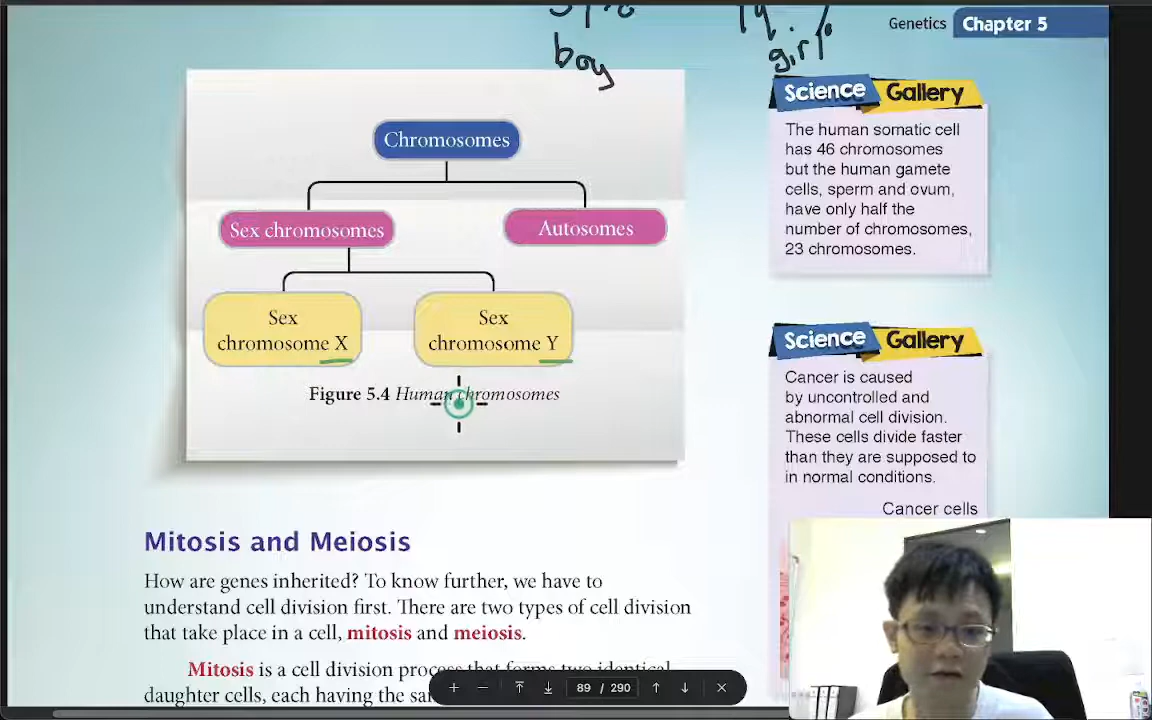 boy
girl
Genetics Chapter 5
Chromosomes
Sex chromosomes
Autosomes
Sex
chromosome X
Sex
chromosome Y
Figure 5.4 Human chromosomes
Science Gallery
The human somatic cell
has 46 chromosomes
but the human gamete
cells, sperm and ovum,
have only half the
number of chromosomes,
23 chromosomes.
Science Gallery
Cancer is caused
by uncontrolled and
abnormal cell division.
These cells divide faster
than they are supposed to
in normal conditions.
Cancer cells
Mitosis and Meiosis
How are genes inherited? To know further, we have to
understand cell division first. There are two types of cell division
that take place in a cell, mitosis and meiosis.
Mitosis is a cell division process that forms two identical
daughter cells, each having the
89 / 290